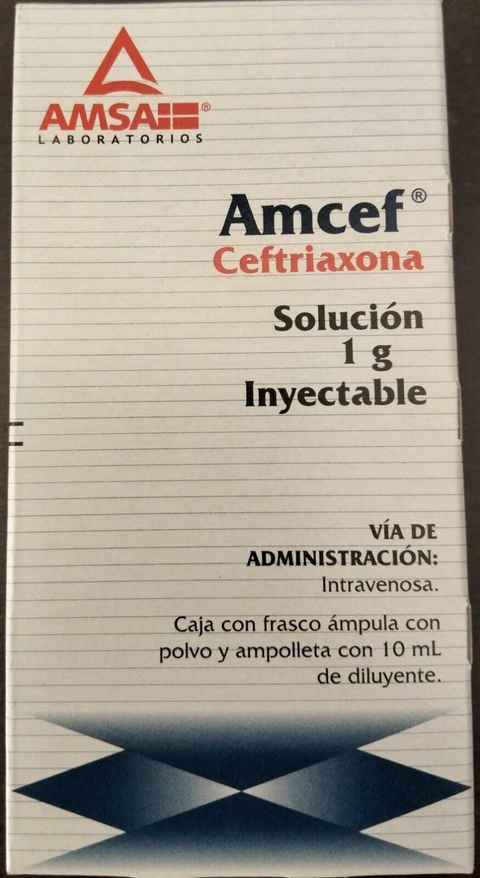 AMSA®
LABORATORIOS
Amcef®
Ceftriaxona
Solución
1 g
Inyectable
VÍA DE
ADMINISTRACIÓN:
Intravenosa.
Caja con frasco ámpula con
polvo y ampolleta con 10 mL
de diluyente.